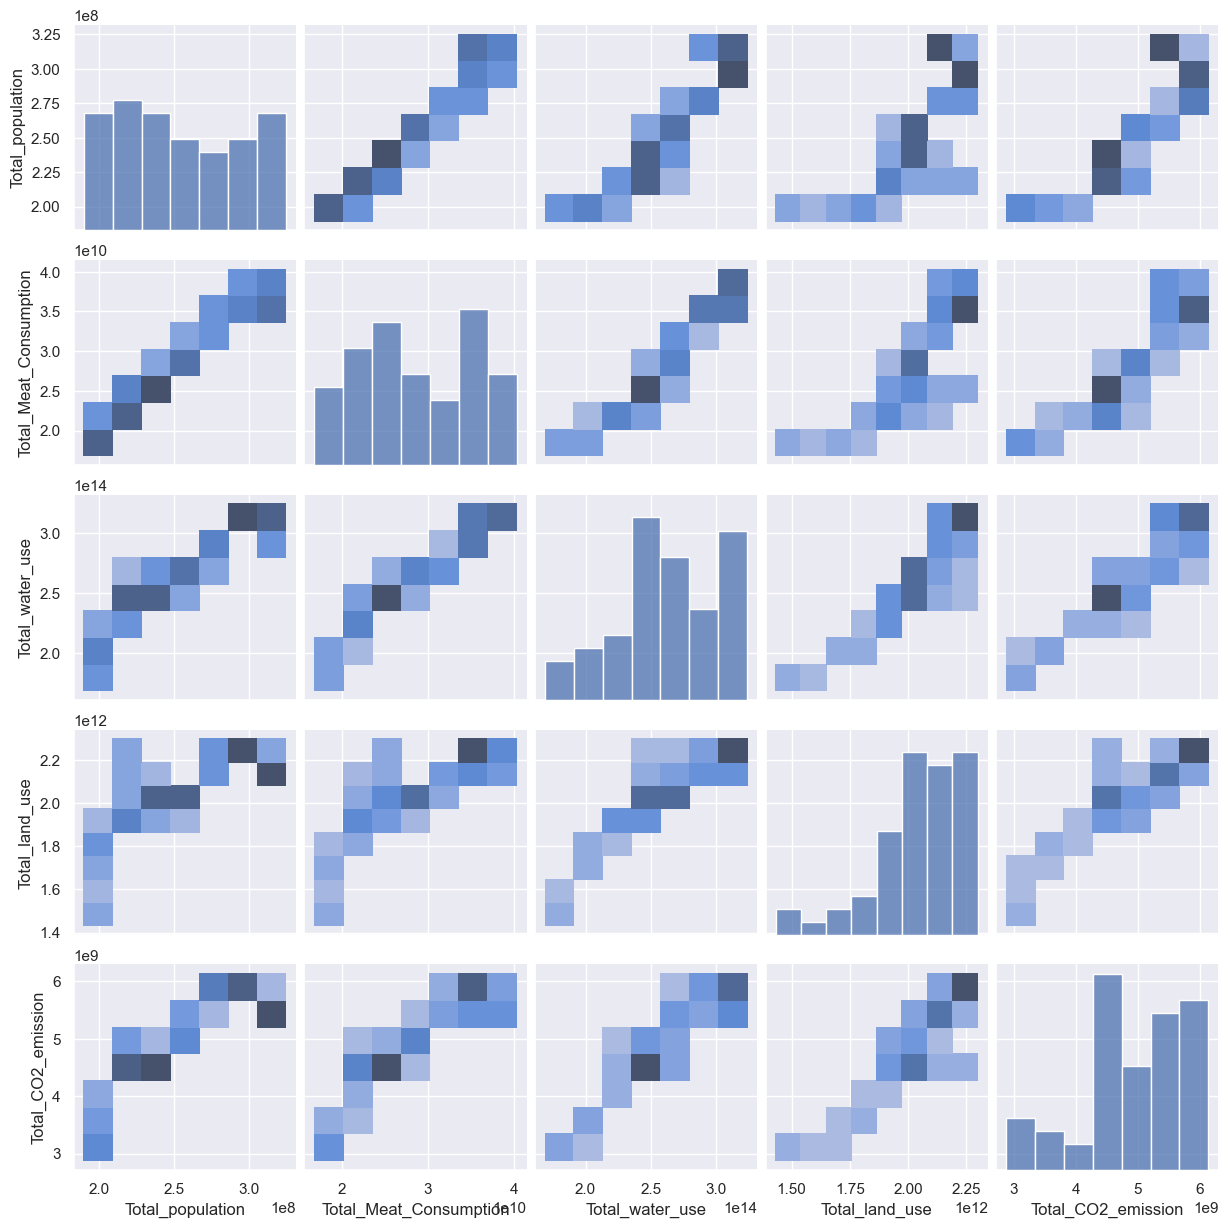 1e8
3.25
3.00
2.75
2.50
2.25
2.00
Total_population
1e10
4.0
3.5
3.0
2.5
2.0
Total_Meat_Consumption
1e14
3.0
2.5
2.0
Total_water_use
1e12
2.2
2.0
1.8
1.6
1.4
Total_land_use
1e9
6
5
4
3
Total_CO2_emission
2.0 2.5 3.0 2 3 4 2.0 2.5 3.0 1.50 1.75 2.00 2.25 3 4 5 6
Total_population 1e8 Total_Meat_Consumption 1e10 Total_water_use 1e14 Total_land_use 1e12 Total_CO2_emission 1e9